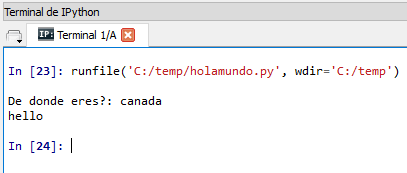 Terminal de IPython
IP: Terminal 1/A
In [23]: runfile('C:/temp/holamundo.py', wdir='C:/temp')
De donde eres?: canada
hello
In [24]: